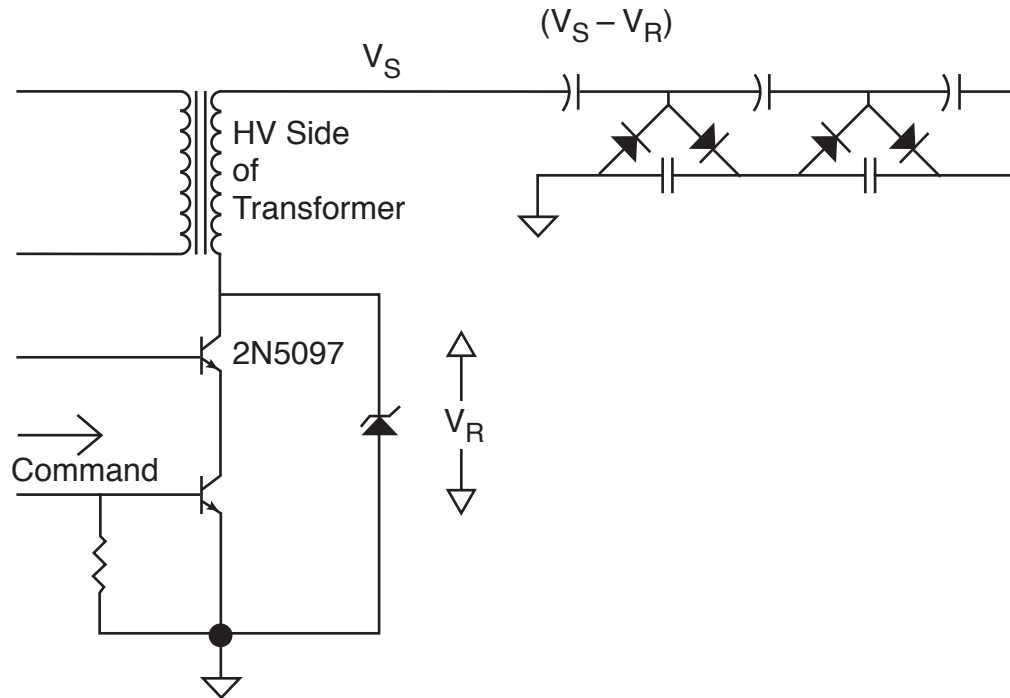 (V_S – V_R)
V_S
HV Side
of
Transformer
2N5097
V_R
Command